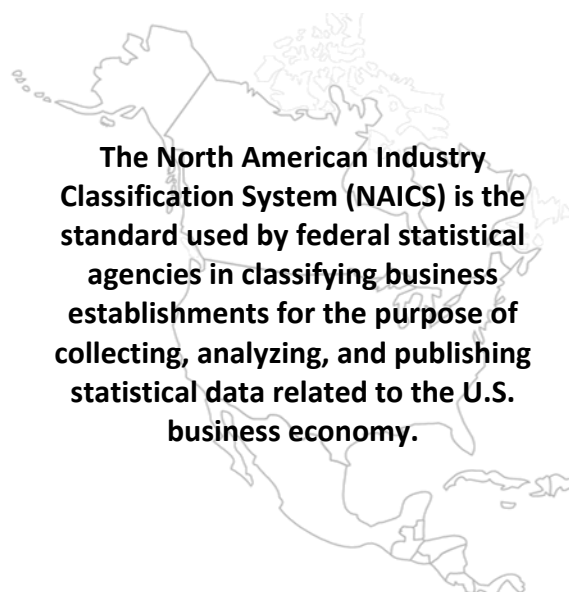 The North American Industry
Classification System (NAICS) is the
standard used by federal statistical
agencies in classifying business
establishments for the purpose of
collecting, analyzing, and publishing
statistical data related to the U.S.
business economy.